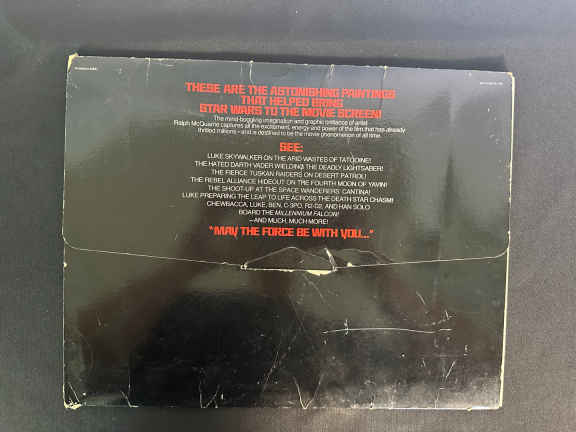 THESE ARE THE ASTONISHING PAINTINGS
THAT HELPED BRING
STAR WARS TO THE MOVIE SCREEN!
The mind-boggling imagination and graphic brilliance of artist
Ralph McQuarrie captures all the excitement, energy and power of the film that has already
thrilled millions—and is destined to be the movie phenomenon of all time.
SEE:
LUKE SKYWALKER ON THE ARID WASTES OF TATOOINE!
THE HATED DARTH VADER WIELDING THE DEADLY LIGHTSABER!
THE FIERCE TUSKAN RAIDERS ON DESERT PATROL!
THE REBEL ALLIANCE HIDEOUT ON THE FOURTH MOON OF YAVIN!
THE SHOOT-UP AT THE SPACE WANDERERS' CANTINA!
LUKE PREPARING THE LEAP TO LIFE ACROSS THE DEATH STAR CHASM!
CHEWBACCA, LUKE, BEN, C-3PO, R2-D2, AND HAN SOLO
BOARD THE MILLENNIUM FALCON!
—AND MUCH, MUCH MORE!
"MAY THE FORCE BE WITH YOU..."